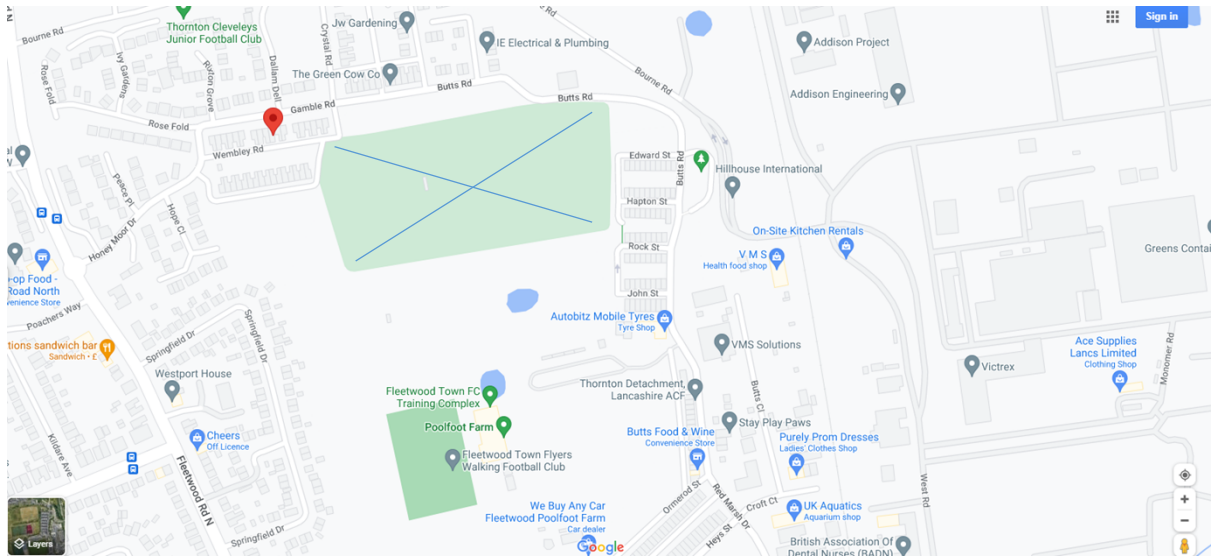 Thornton Cleveleys
Junior Football Club
Bourne Rd
Rose Fold
Ivy Gardens
Rixton Grove
Dallam Dell
Crystal Rd
Jw Gardening
IE Electrical & Plumbing
The Green Cow Co
Butts Rd
Gamble Rd
Butts Rd
Bourne Rd
Sign in
Addison Project
Addison Engineering
Rose Fold
Wembley Rd
Peace Pl
Honey Moor Dr
Hope Ct
Edward St
Butts Rd
Hapton St
Rock St
John St
Hillhouse International
On-Site Kitchen Rentals
V M S
Health food shop
Greens Contai
op Food -
Road North
venience Store
Poachers Way
tions sandwich bar
Sandwich • £
Springfield Dr
Springfield Dr
Westport House
Autobitz Mobile Tyres
Tyre Shop
VMS Solutions
Victrex
Ace Supplies
Lancs Limited
Clothing Shop
Monomer Rd
Fleetwood Town FC
Training Complex
Poolfoot Farm
Fleetwood Town Flyers
Walking Football Club
Thornton Detachment,
Lancashire ACF
Butts Cl
Stay Play Paws
Butts Food & Wine
Convenience Store
Purely Prom Dresses
Ladies' Clothes Shop
Cheers
Off Licence
Kildare Ave
Fleetwood Rd N
Springfield Dr
We Buy Any Car
Fleetwood Poolfoot Farm
Car dealer
Ormerod St
Red Marsh Dr
Croft Ct
Heys St
UK Aquatics
Aquarium shop
West Rd
British Association Of
Dental Nurses (BADN)
Layers
Google